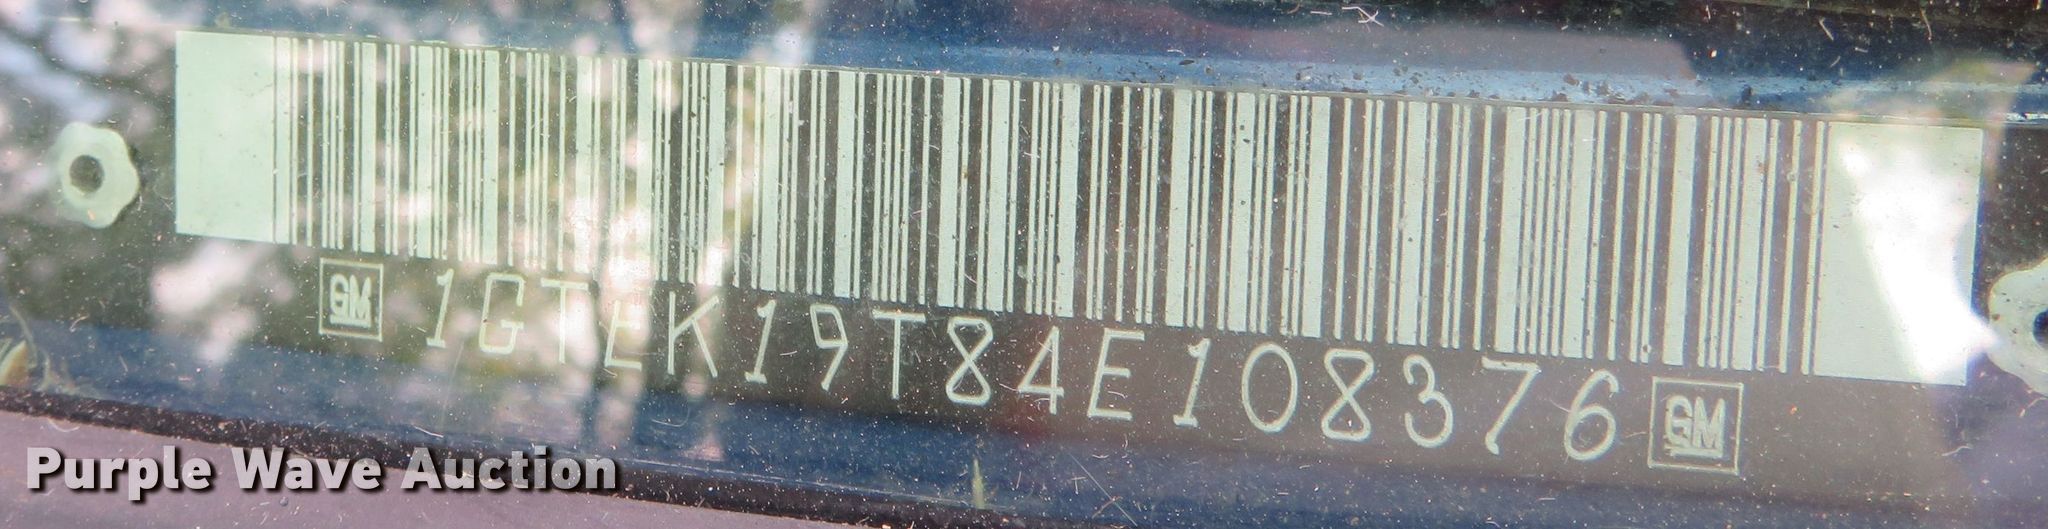 GM 1GTEK19T84E108376 GM
Purple Wave Auction